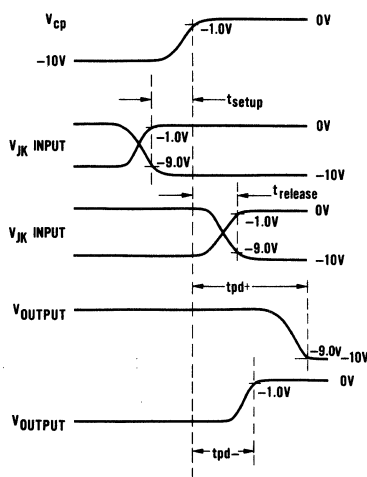 Vcp
0V
-1.0V
-10V
tsetup
0V
-1.0V
VJK INPUT
-9.0V
-10V
trelease
0V
-1.0V
VJK INPUT
-9.0V
-10V
tpd+
VOUTPUT
-9.0V
-10V
0V
-1.0V
VOUTPUT
tpd-